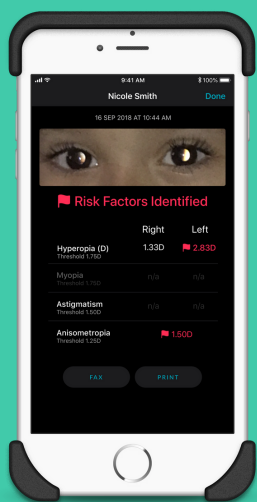 9:41 AM
100%
Nicole Smith
Done
16 SEP 2018 AT 10:44 AM
Risk Factors Identified
Right Left
Hyperopia (D) 1.33D 2.83D
Threshold 1.75D
Myopia n/a n/a
Threshold 1.75D
Astigmatism n/a n/a
Threshold 1.50D
Anisometropia 1.50D
Threshold 1.25D
FAX PRINT